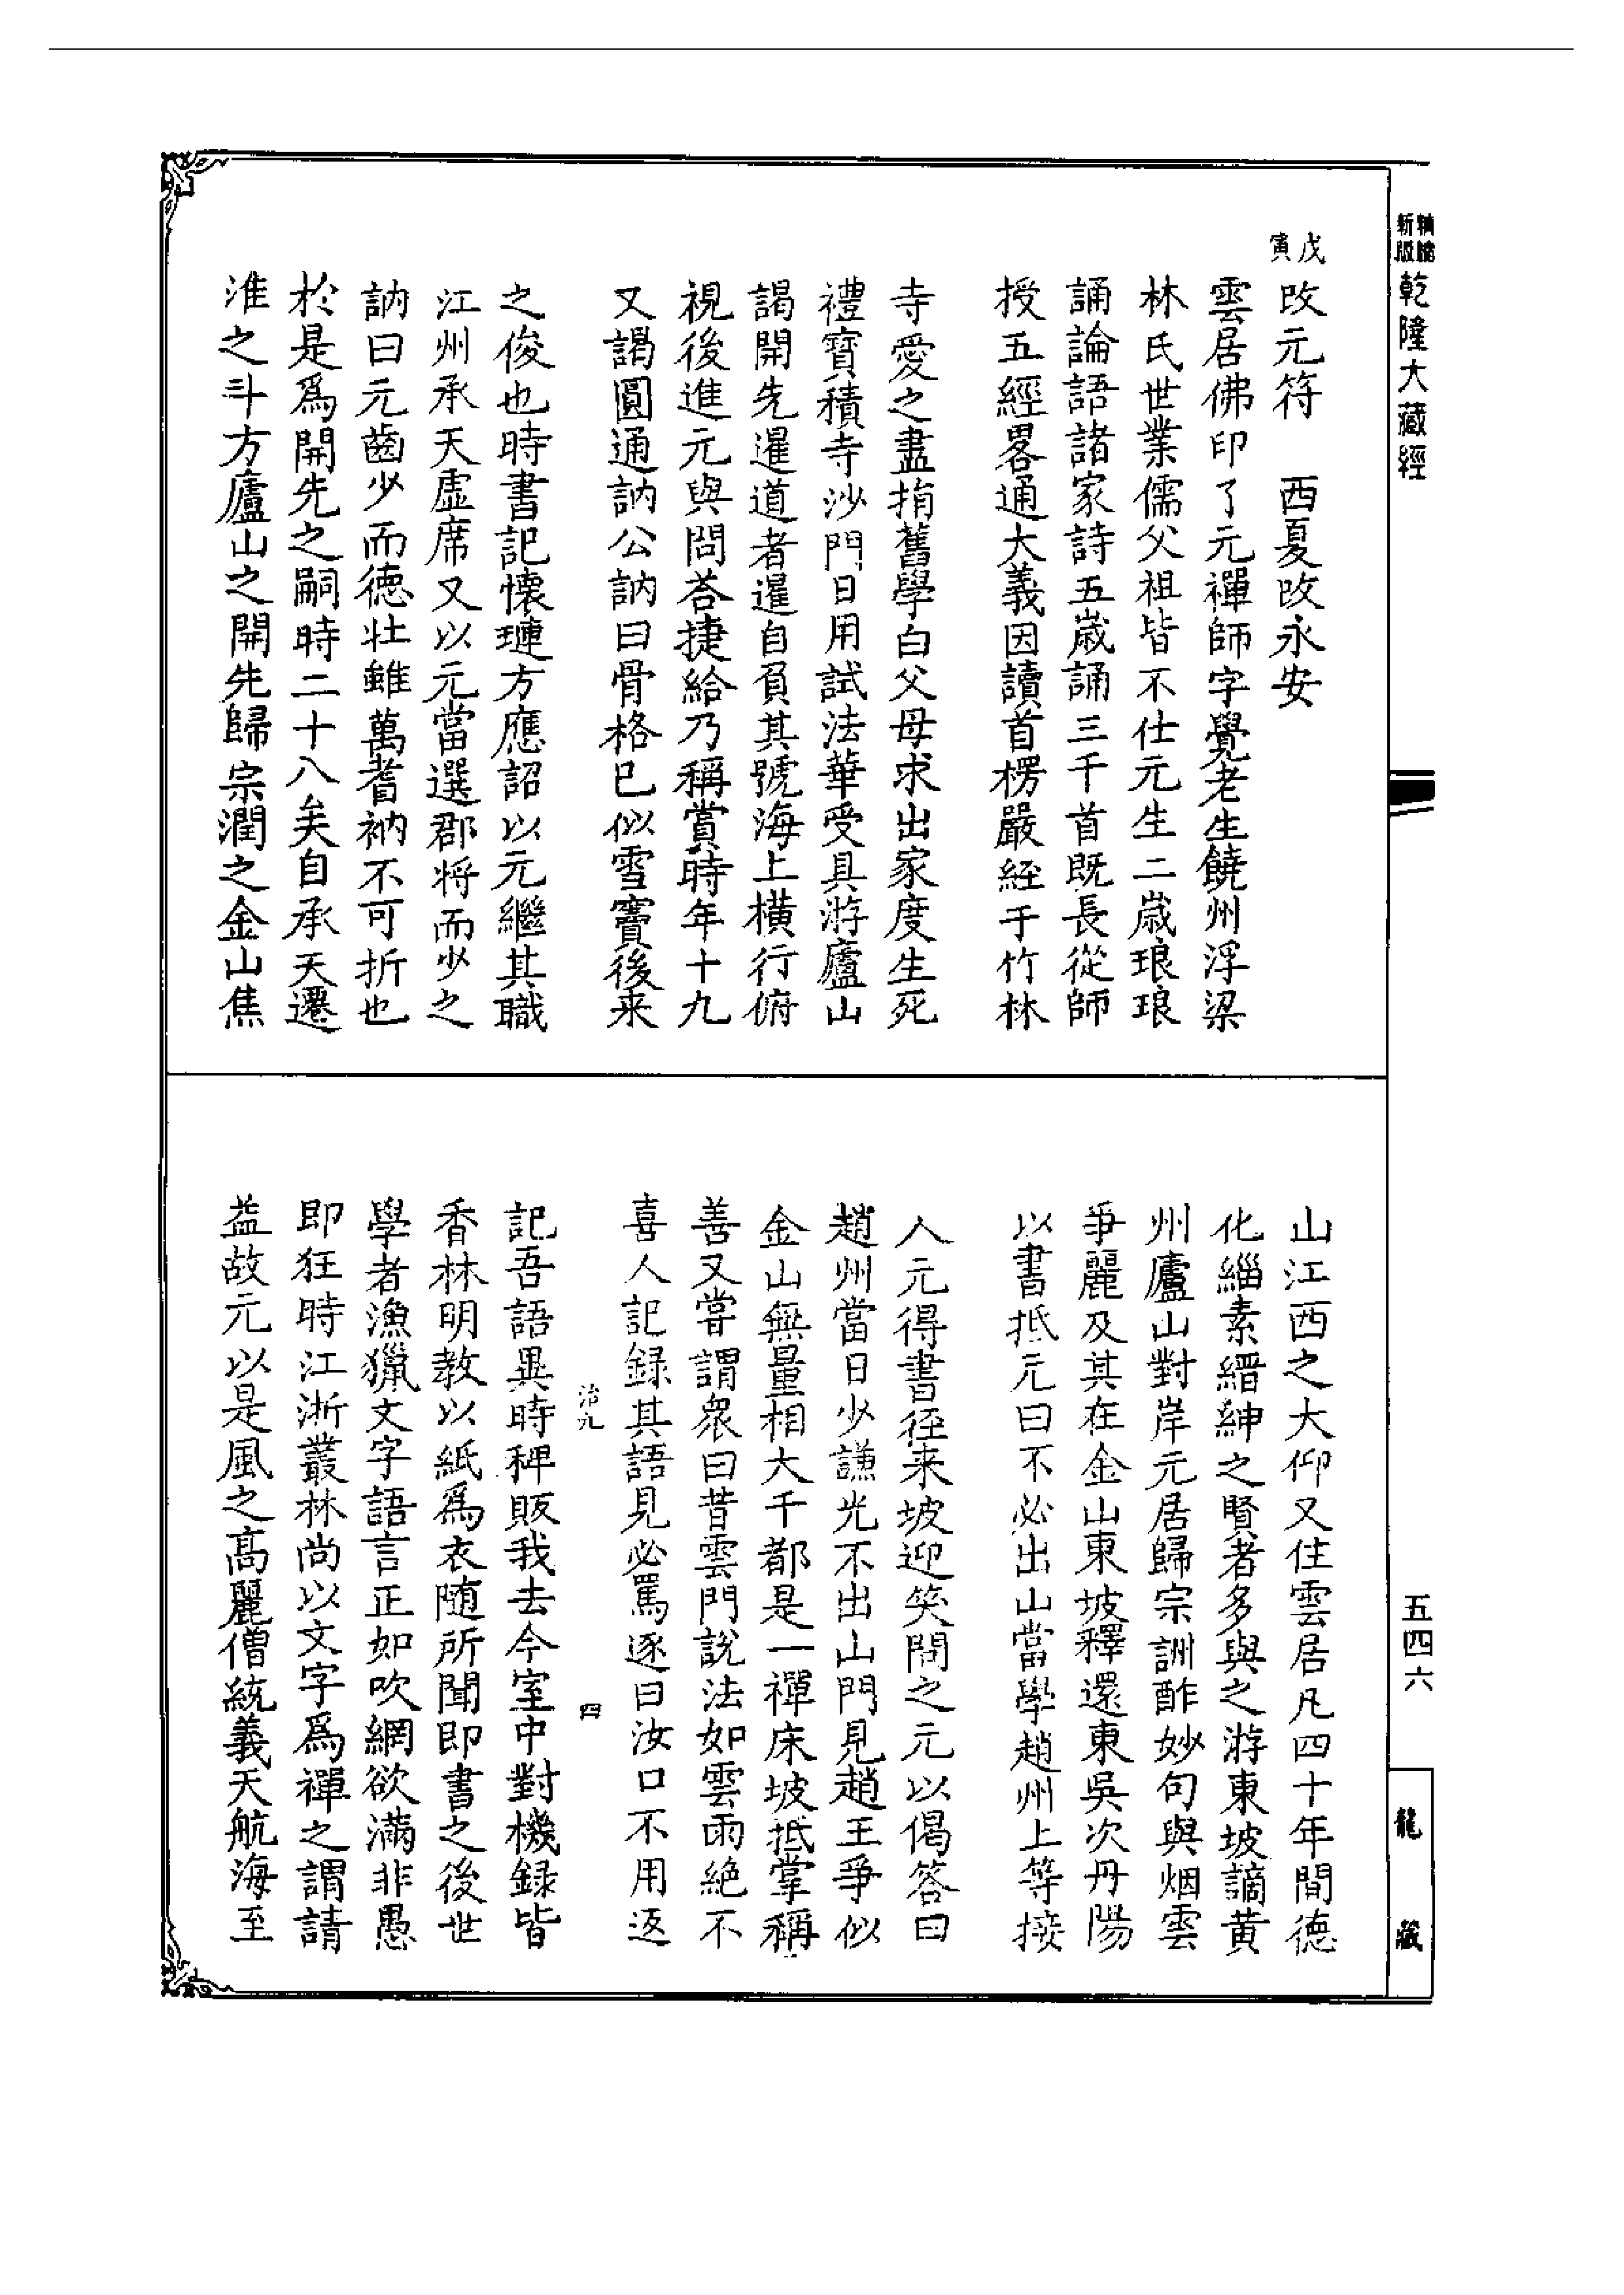 精縮新版乾隆大藏經
戊寅改元符　西夏改永安
雲居佛印了元禪師字覺老生饒州浮梁
林氏世業儒父祖皆不仕元生二歲琅琅
誦論語諸家詩五歲誦三千首既長從師
授五經畧通大義因讀首楞嚴經于竹林
寺愛之盡捐舊學白父母求出家度生死
禮寶積寺沙門日用試法華受具游廬山
謁開先暹道者暹自負其號海上橫行俯
視後進元與問荅捷給乃稱賞時年十九
又謁圓通訥公訥曰骨格已似雪竇後来
之俊也時書記懷璉方應詔以元繼其職
江州承天虛席又以元當選郡将而少之
訥曰元齒少而德壯雖萬耆衲不可折也
於是爲開先之嗣時二十八矣自承天遷
淮之斗方廬山之開先歸宗潤之金山焦
山江西之大仰又住雲居凡四十年間德
化緇素縉紳之賢者多與之游東坡謫黃
州廬山對岸元居歸宗詶酢妙句與烟雲
爭麗及其在金山東坡釋還東吳次丹陽
以書抵元曰不必出山當學趙州上等接
人元得書徑来坡迎笑問之元以偈答曰
趙州當日少謙光不出山門見趙王爭似
金山無量相大千都是一禪床坡抵掌稱
善又甞謂衆曰昔雲門說法如雲雨絕不
喜人記録其語見必罵逐曰汝口不用返
治九　四
記吾語異時稗販我去今室中對機録皆
香林明教以紙爲衣随所聞即書之後世
學者漁獵文字語言正如吹網欲滿非愚
即狂時江浙叢林尚以文字爲禪之謂請
益故元以是風之髙麗僧統義天航海至
五四六
龍藏